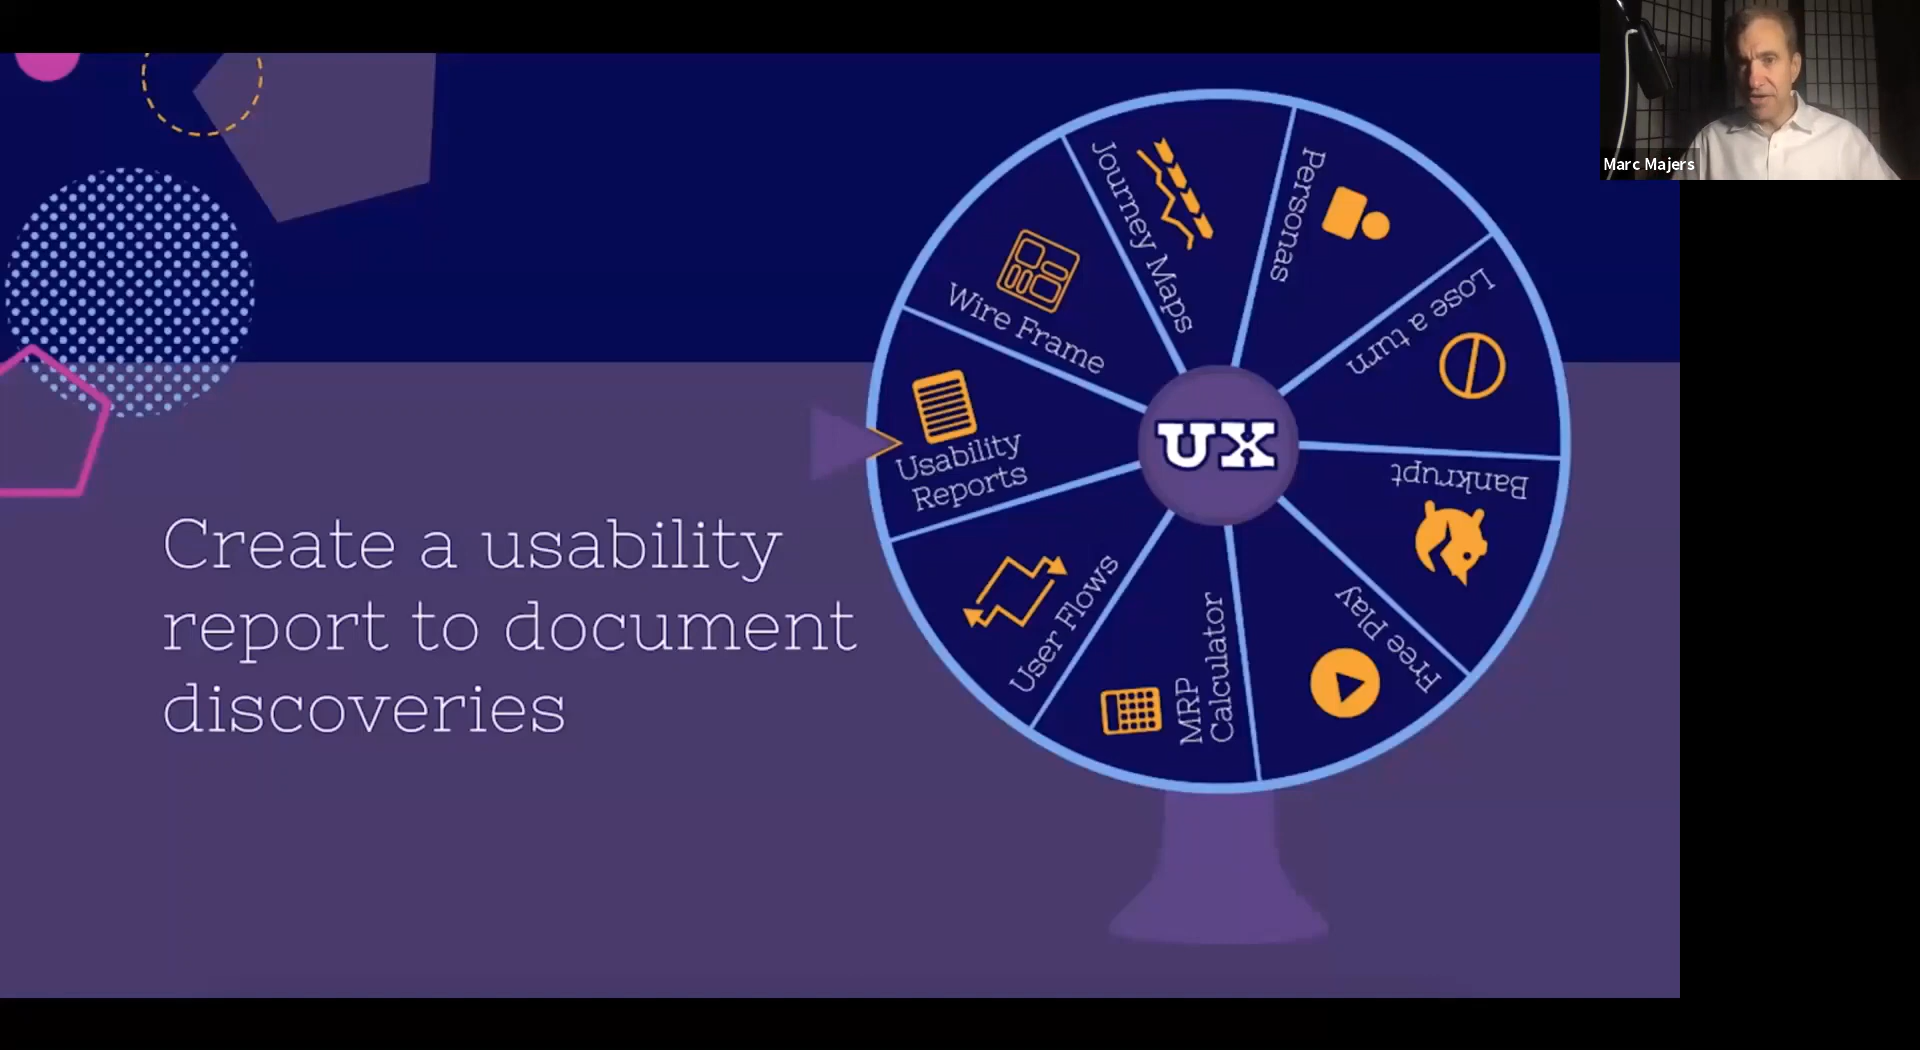 Marc Majers
Create a usability
report to document
discoveries
UX
Usability
Reports
Wire Frame
Journey Maps
Personas
Lose a turn
Bankrupt
Free Play
MRP
Calculator
User Flows